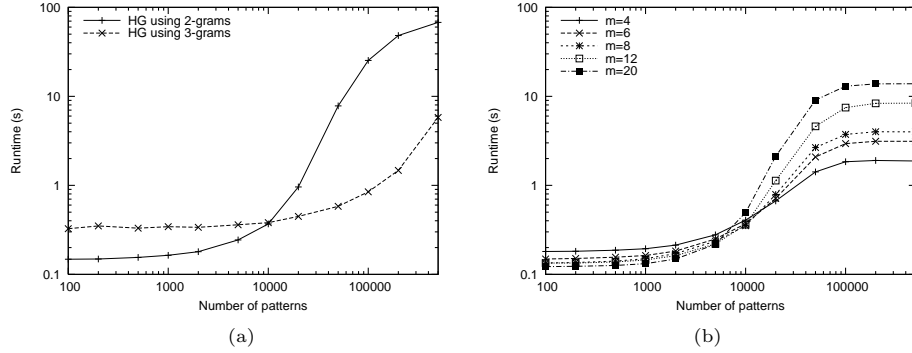 100
10
1
0.1
100
1000
10000
100000
Runtime (s)
Number of patterns
HG using 2-grams
HG using 3-grams
(a)
100
10
1
0.1
100
1000
10000
100000
Runtime (s)
Number of patterns
m=4
m=6
m=8
m=12
m=20
(b)